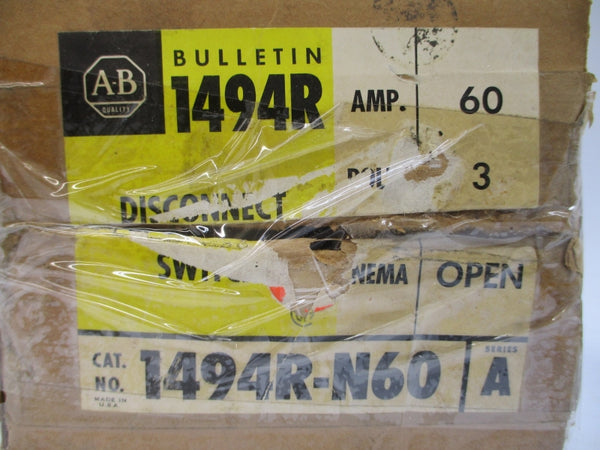 A-B
QUALITY
BULLETIN
1494R
AMP. 60
3
DISCONNECT
NEMA OPEN
CAT.
NO. 1494R-N60
SERIES
A
MADE IN
U.S.A.